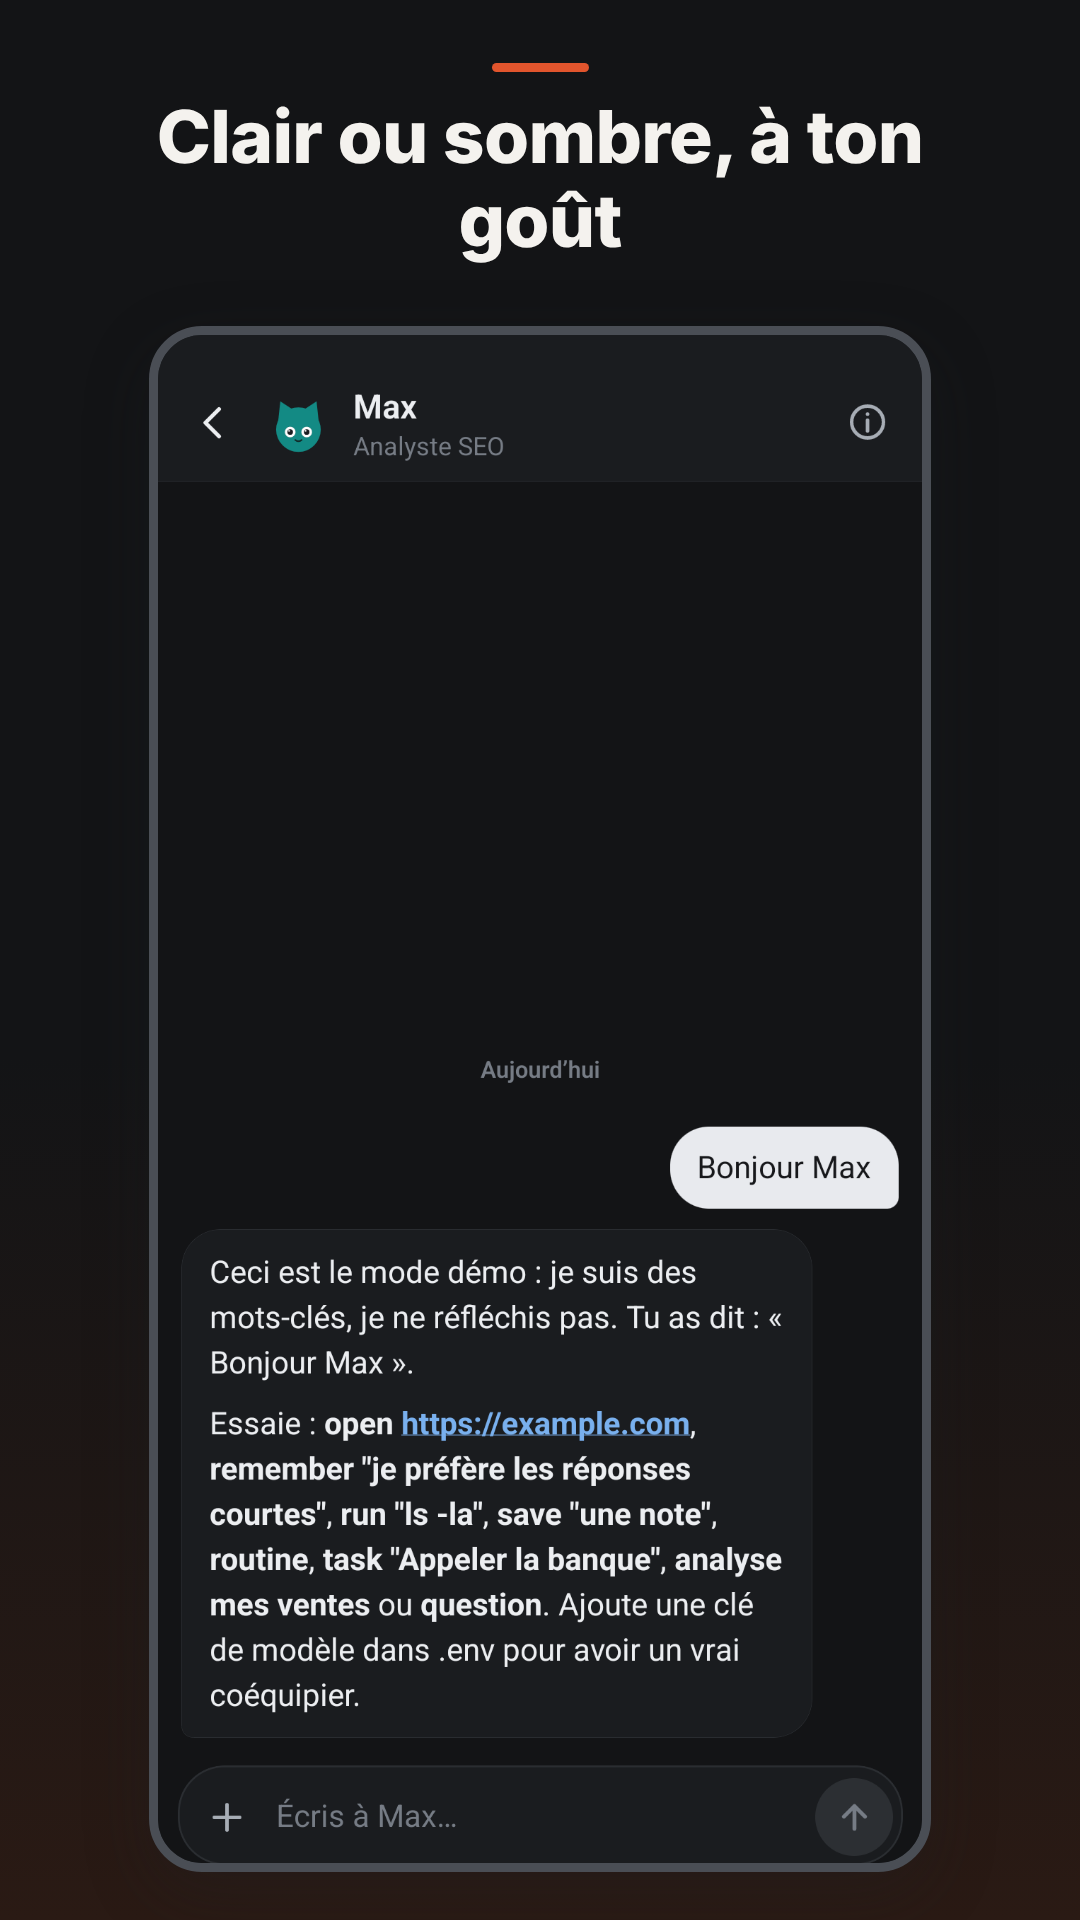 Clair ou sombre, à ton
goût
Max
Analyste SEO
Aujourd’hui
Bonjour Max
Ceci est le mode démo : je suis des
mots-clés, je ne réfléchis pas. Tu as dit : «
Bonjour Max ».
Essaie : open https://example.com,
remember "je préfère les réponses
courtes", run "ls -la", save "une note",
routine, task "Appeler la banque", analyse
mes ventes ou question. Ajoute une clé
de modèle dans .env pour avoir un vrai
coéquipier.
Écris à Max…